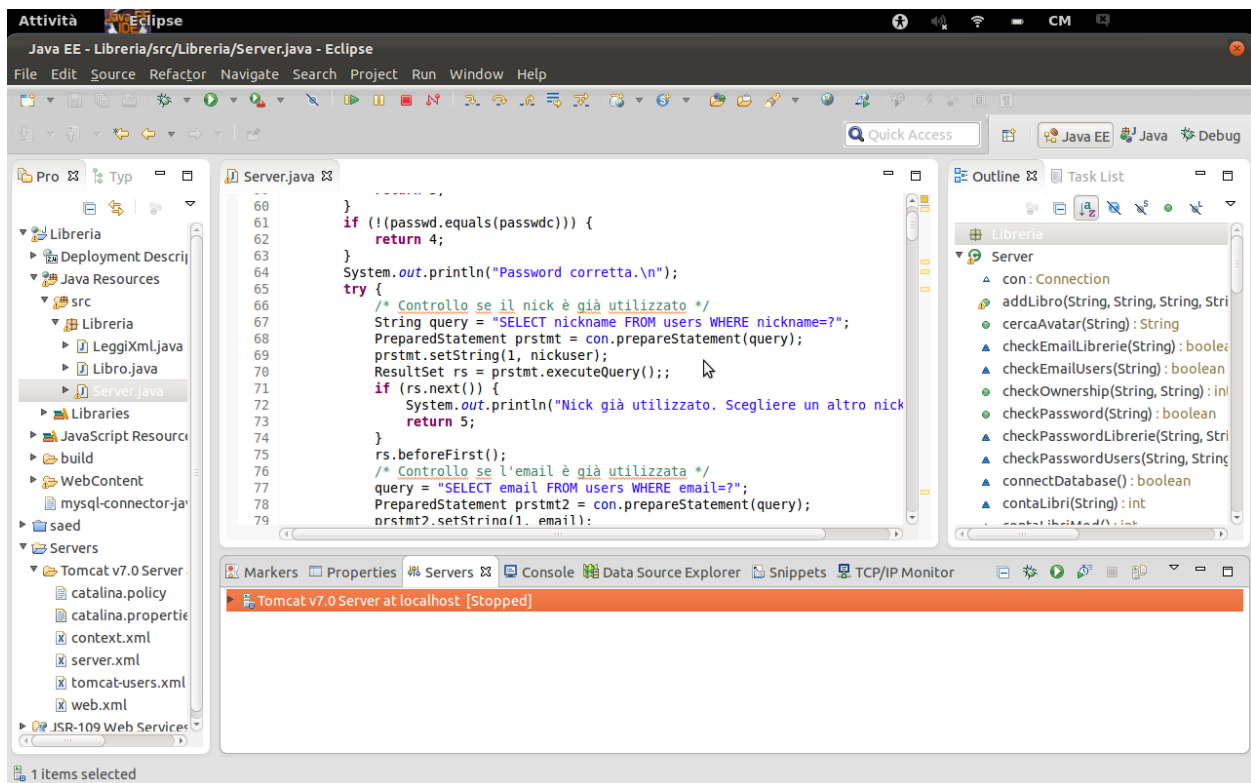 Attività Eclipse CM
Java EE - Libreria/src/Libreria/Server.java - Eclipse
File Edit Source Refactor Navigate Search Project Run Window Help
Quick Access Java EE Java Debug
Pro Typ
Libreria
Deployment Descrip
Java Resources
src
Libreria
LeggiXml.java
Libro.java
Server.java
Libraries
JavaScript Resource
build
WebContent
mysql-connector-jav
saed
Servers
Tomcat v7.0 Server
catalina.policy
catalina.propertie
context.xml
server.xml
tomcat-users.xml
web.xml
JSR-109 Web Services
Server.java
60 }
61 if (!(passwd.equals(passwdc))) {
62 return 4;
63 }
64 System.out.println("Password corretta.\n");
65 try {
66 /* Controllo se il nick è già utilizzato */
67 String query = "SELECT nickname FROM users WHERE nickname=?";
68 PreparedStatement prstmt = con.prepareStatement(query);
69 prstmt.setString(1, nickuser);
70 ResultSet rs = prstmt.executeQuery();;
71 if (rs.next()) {
72 System.out.println("Nick già utilizzato. Scegliere un altro nick
73 return 5;
74 }
75 rs.beforeFirst();
76 /* Controllo se l'email è già utilizzata */
77 query = "SELECT email FROM users WHERE email=?";
78 PreparedStatement prstmt2 = con.prepareStatement(query);
79 prstmt2.setString(1, email);
Outline Task List
Libreria
Server
con : Connection
addLibro(String, String, String, Stri
cercaAvatar(String) : String
checkEmailLibrerie(String) : boolea
checkEmailUsers(String) : boolean
checkOwnership(String, String) : int
checkPassword(String) : boolean
checkPasswordLibrerie(String, Stri
checkPasswordUsers(String, String
connectDatabase() : boolean
contaLibri(String) : int
contaLibriMod() : int
Markers Properties Servers Console Data Source Explorer Snippets TCP/IP Monitor
Tomcat v7.0 Server at localhost [Stopped]
1 items selected